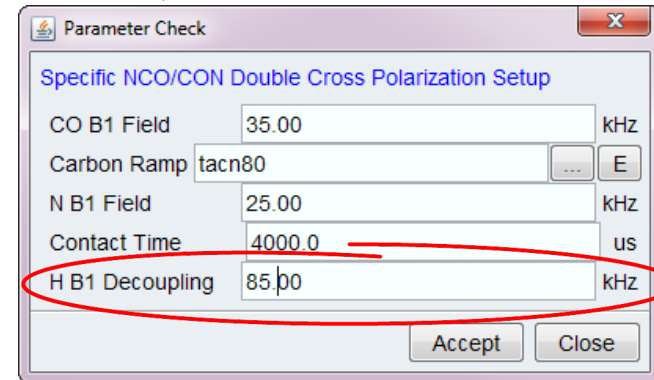 Parameter Check
Specific NCO/CON Double Cross Polarization Setup
CO B1 Field 35.00 kHz
Carbon Ramp tacn80 ... E
N B1 Field 25.00 kHz
Contact Time 4000.0 us
H B1 Decoupling 85.00 kHz
Accept Close